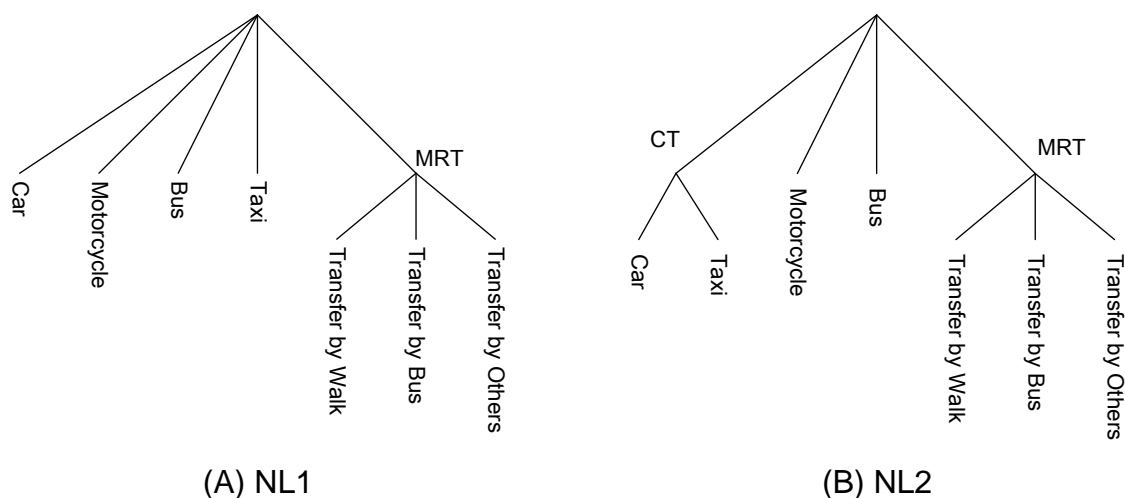 MRT
Car
Motorcycle
Bus
Taxi
Transfer by Walk
Transfer by Bus
Transfer by Others
(A) NL1
CT
MRT
Car
Taxi
Motorcycle
Bus
Transfer by Walk
Transfer by Bus
Transfer by Others
(B) NL2